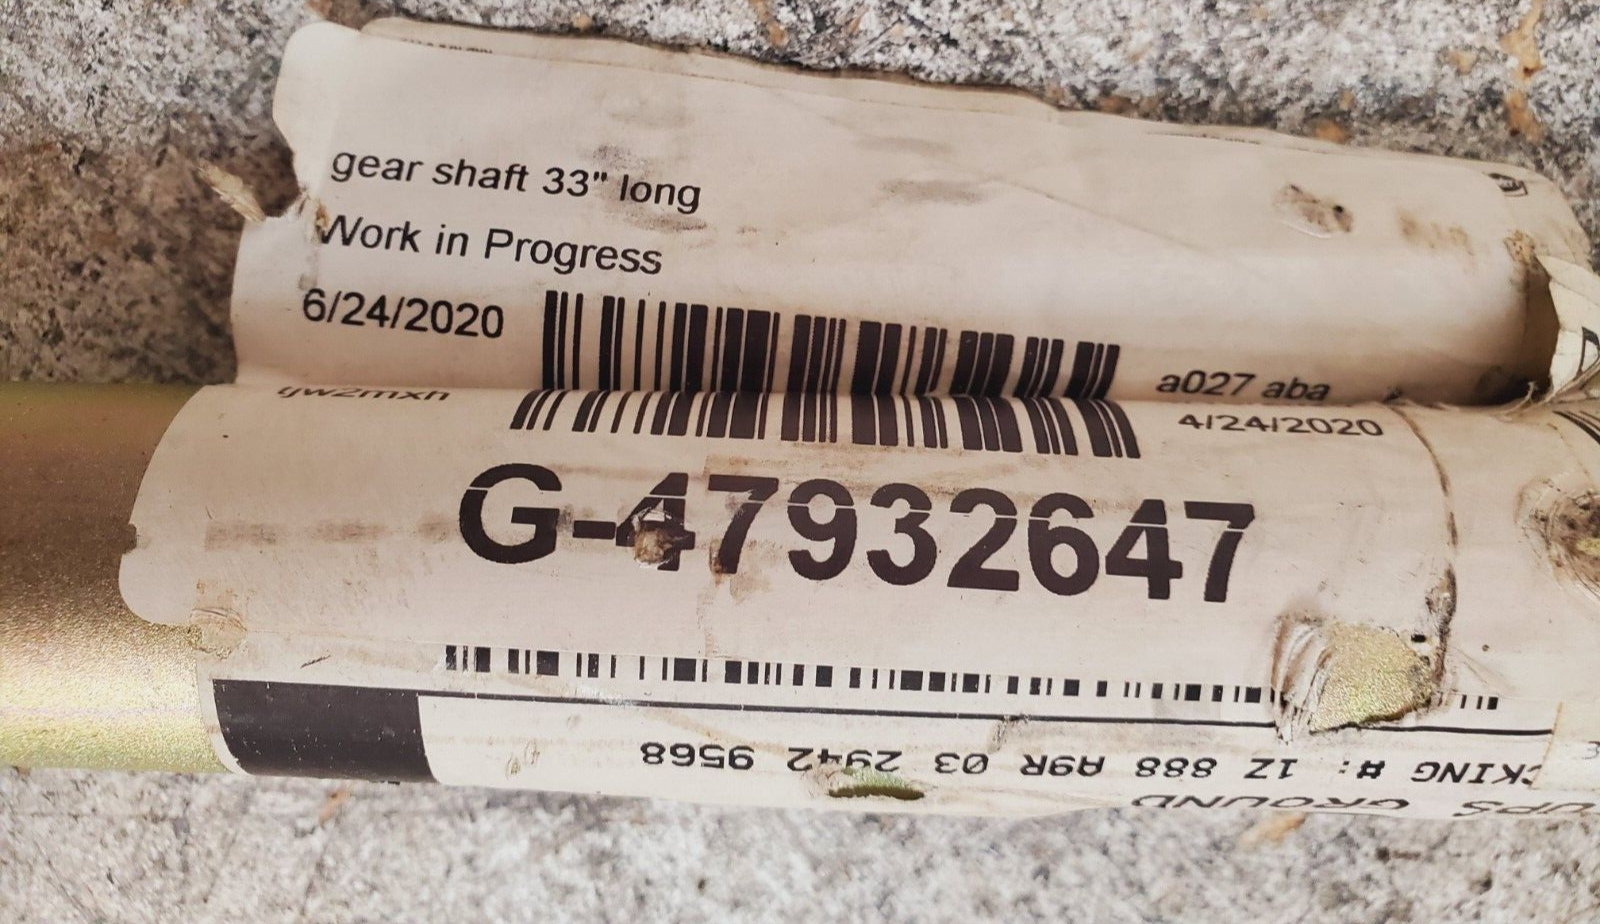 gear shaft 33" long
Work in Progress
6/24/2020
a027 aba
4/24/2020
G-47932647
UPS GROUND
CKING #: 1Z 888 A9R 03 2942 9568